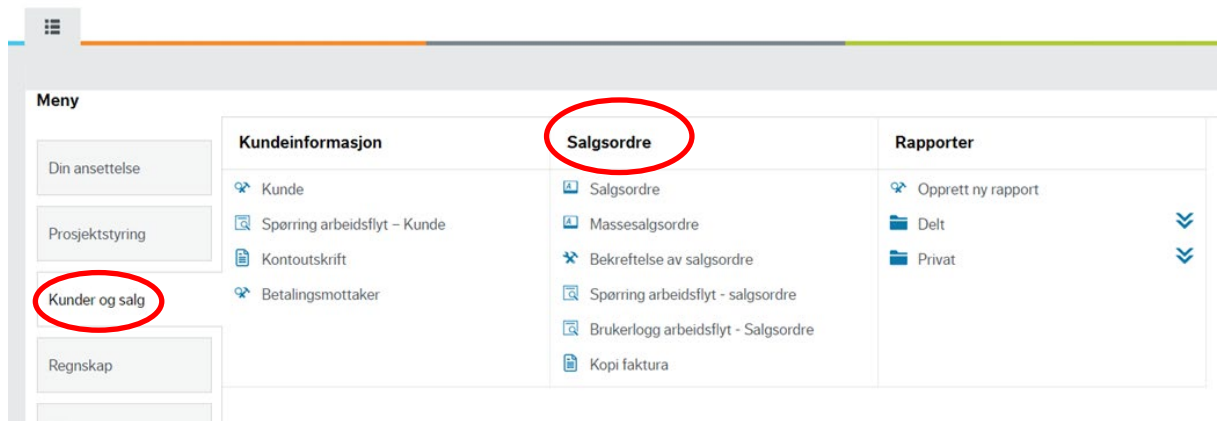 Meny
Din ansettelse
Prosjektstyring
Kunder og salg
Regnskap
Kundeinformasjon
Kunde
Spørring arbeidsflyt – Kunde
Kontoutskrift
Betalingsmottaker
Salgsordre
Salgsordre
Massesalgsordre
Bekreftelse av salgsordre
Spørring arbeidsflyt - salgsordre
Brukerlogg arbeidsflyt - Salgsordre
Kopi faktura
Rapporter
Opprett ny rapport
Delt
Privat